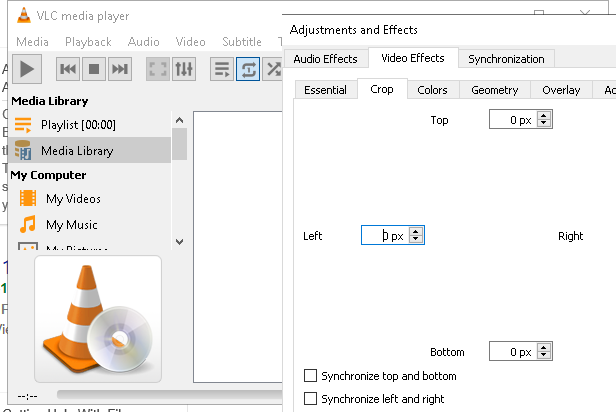 VLC media player
Media Playback Audio Video Subtitle
Media Library
Playlist [00:00]
Media Library
My Computer
My Videos
My Music
My Pictures
--:--
Adjustments and Effects
Audio Effects Video Effects Synchronization
Essential Crop Colors Geometry Overlay
Top 0 px
Left 0 px Right
Bottom 0 px
Synchronize top and bottom
Synchronize left and right